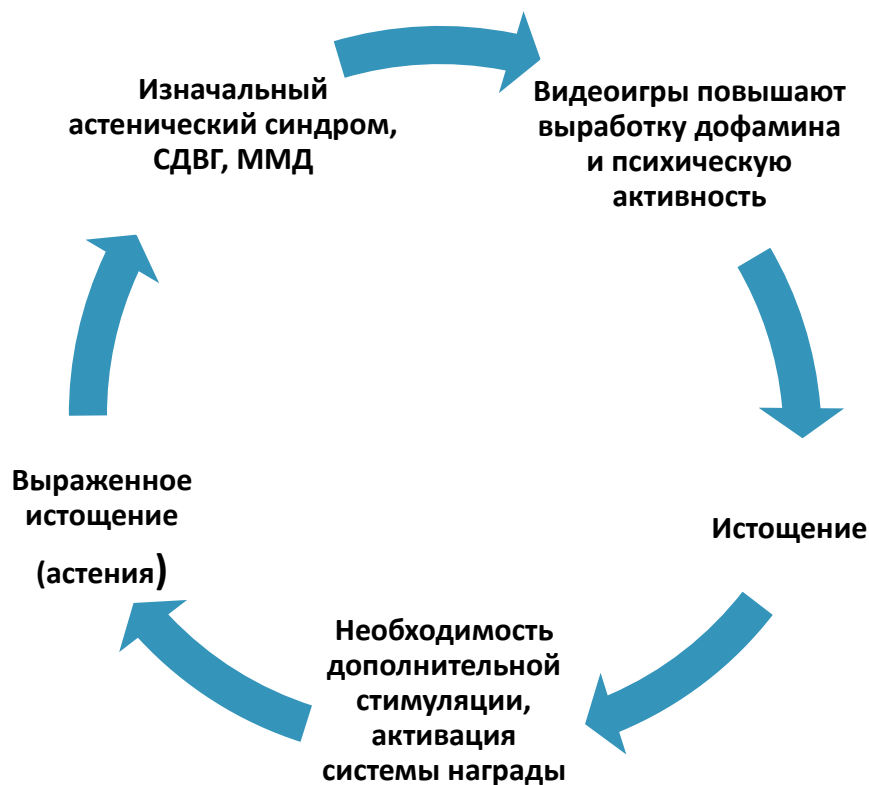 Изначальный
астенический синдром,
СДВГ, ММД
Видеоигры повышают
выработку дофамина
и психическую
активность
Истощение
Необходимость
дополнительной
стимуляции,
активация
системы награды
Выраженное
истощение
(астения)